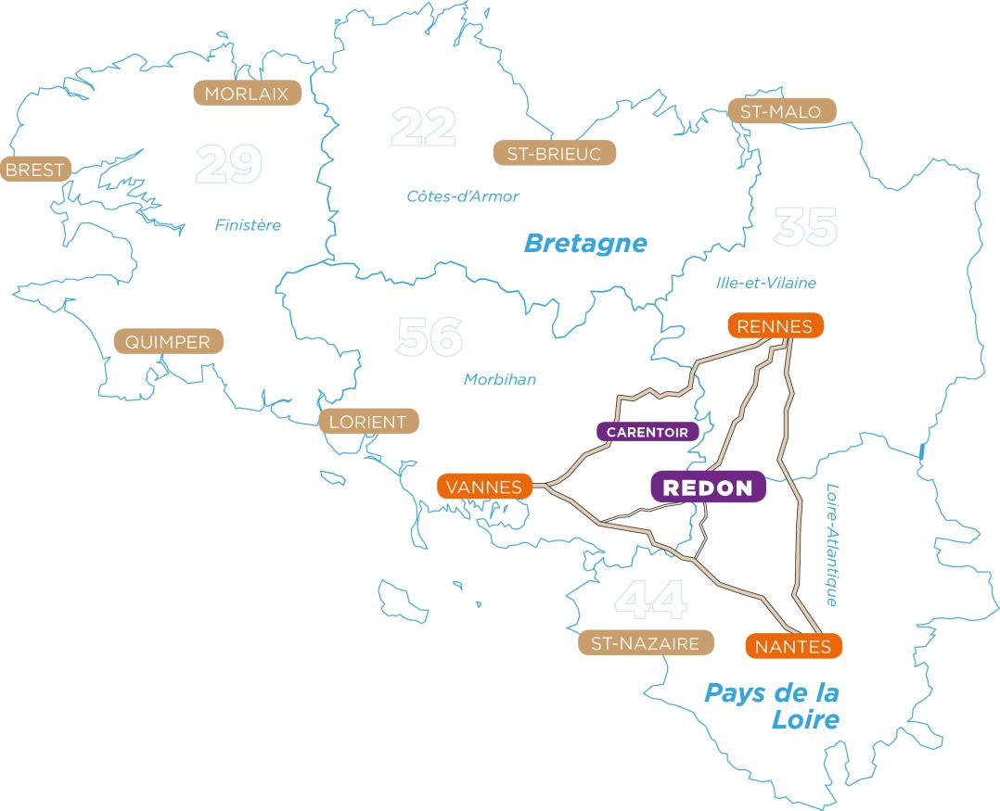 MORLAIX
ST-MALO
22
ST-BRIEUC
29
BREST
Côtes-d'Armor
Finistère
35
Bretagne
Ille-et-Vilaine
RENNES
56
QUIMPER
Morbihan
LORIENT
CARENTOIR
VANNES
REDON
Loire-Atlantique
44
ST-NAZAIRE
NANTES
Pays de la
Loire